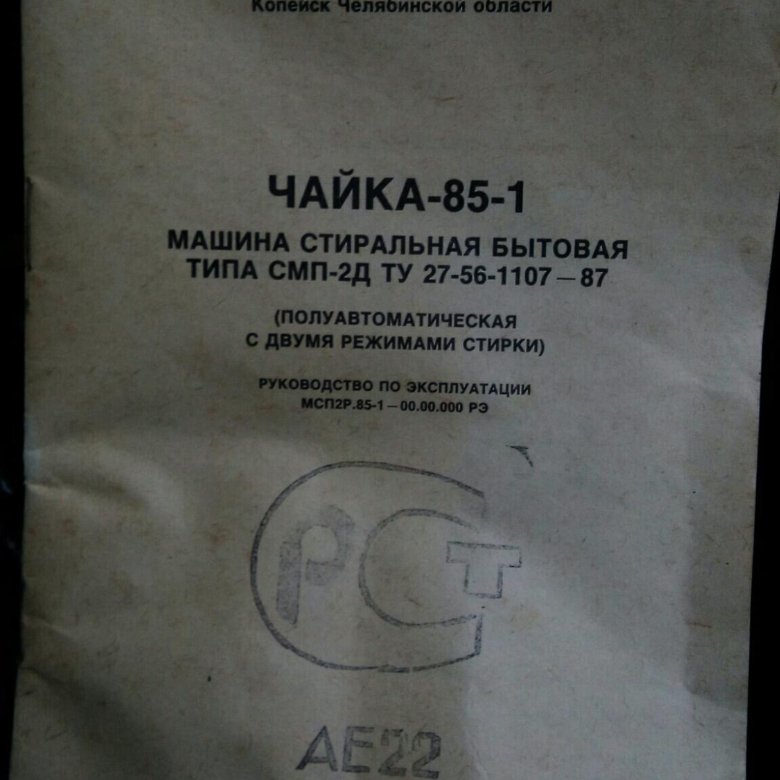 Копейск Челябинской области
ЧАЙКА-85-1
МАШИНА СТИРАЛЬНАЯ БЫТОВАЯ
ТИПА СМП-2Д ТУ 27-56-1107—87
(ПОЛУАВТОМАТИЧЕСКАЯ
С ДВУМЯ РЕЖИМАМИ СТИРКИ)
РУКОВОДСТВО ПО ЭКСПЛУАТАЦИИ
МСП2Р.85-1—00.00.000 РЭ
РСТ
АЕ22